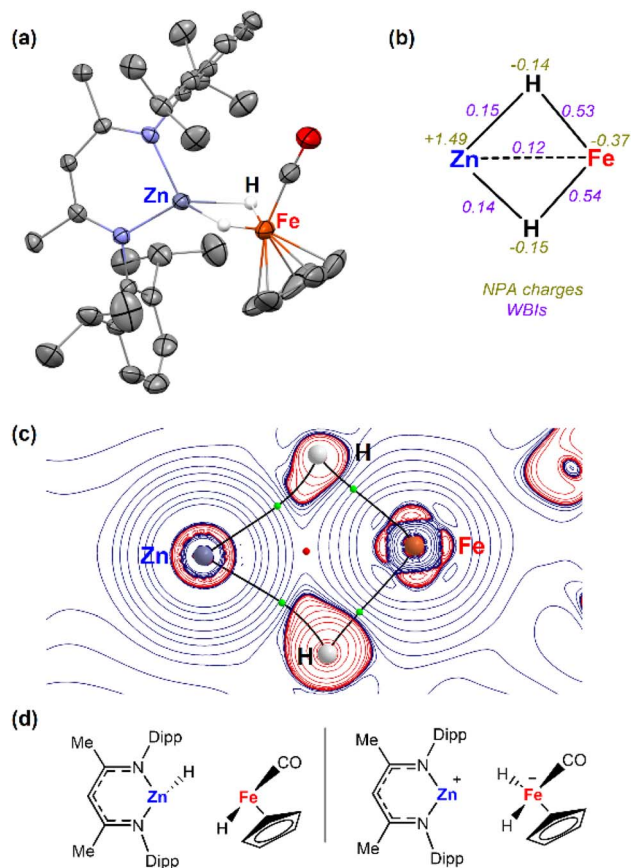 (a)
Zn
H
Fe
(b)
-0.14
H
0.15 0.53
+1.49 0.12 -0.37
Zn Fe
0.14 0.54
H
-0.15
NPA charges
WBIs
(c)
H
Zn Fe
H
(d)
Me Dipp
N H
Zn
N
Me Dipp
CO
Fe
H
Me Dipp
N +
Zn
N
Me Dipp
H − CO
Fe
H